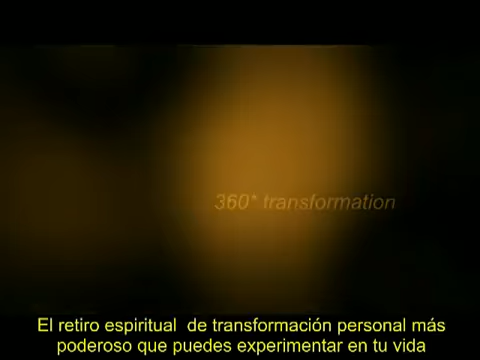 360° transformation
El retiro espiritual de transformación personal más
poderoso que puedes experimentar en tu vida